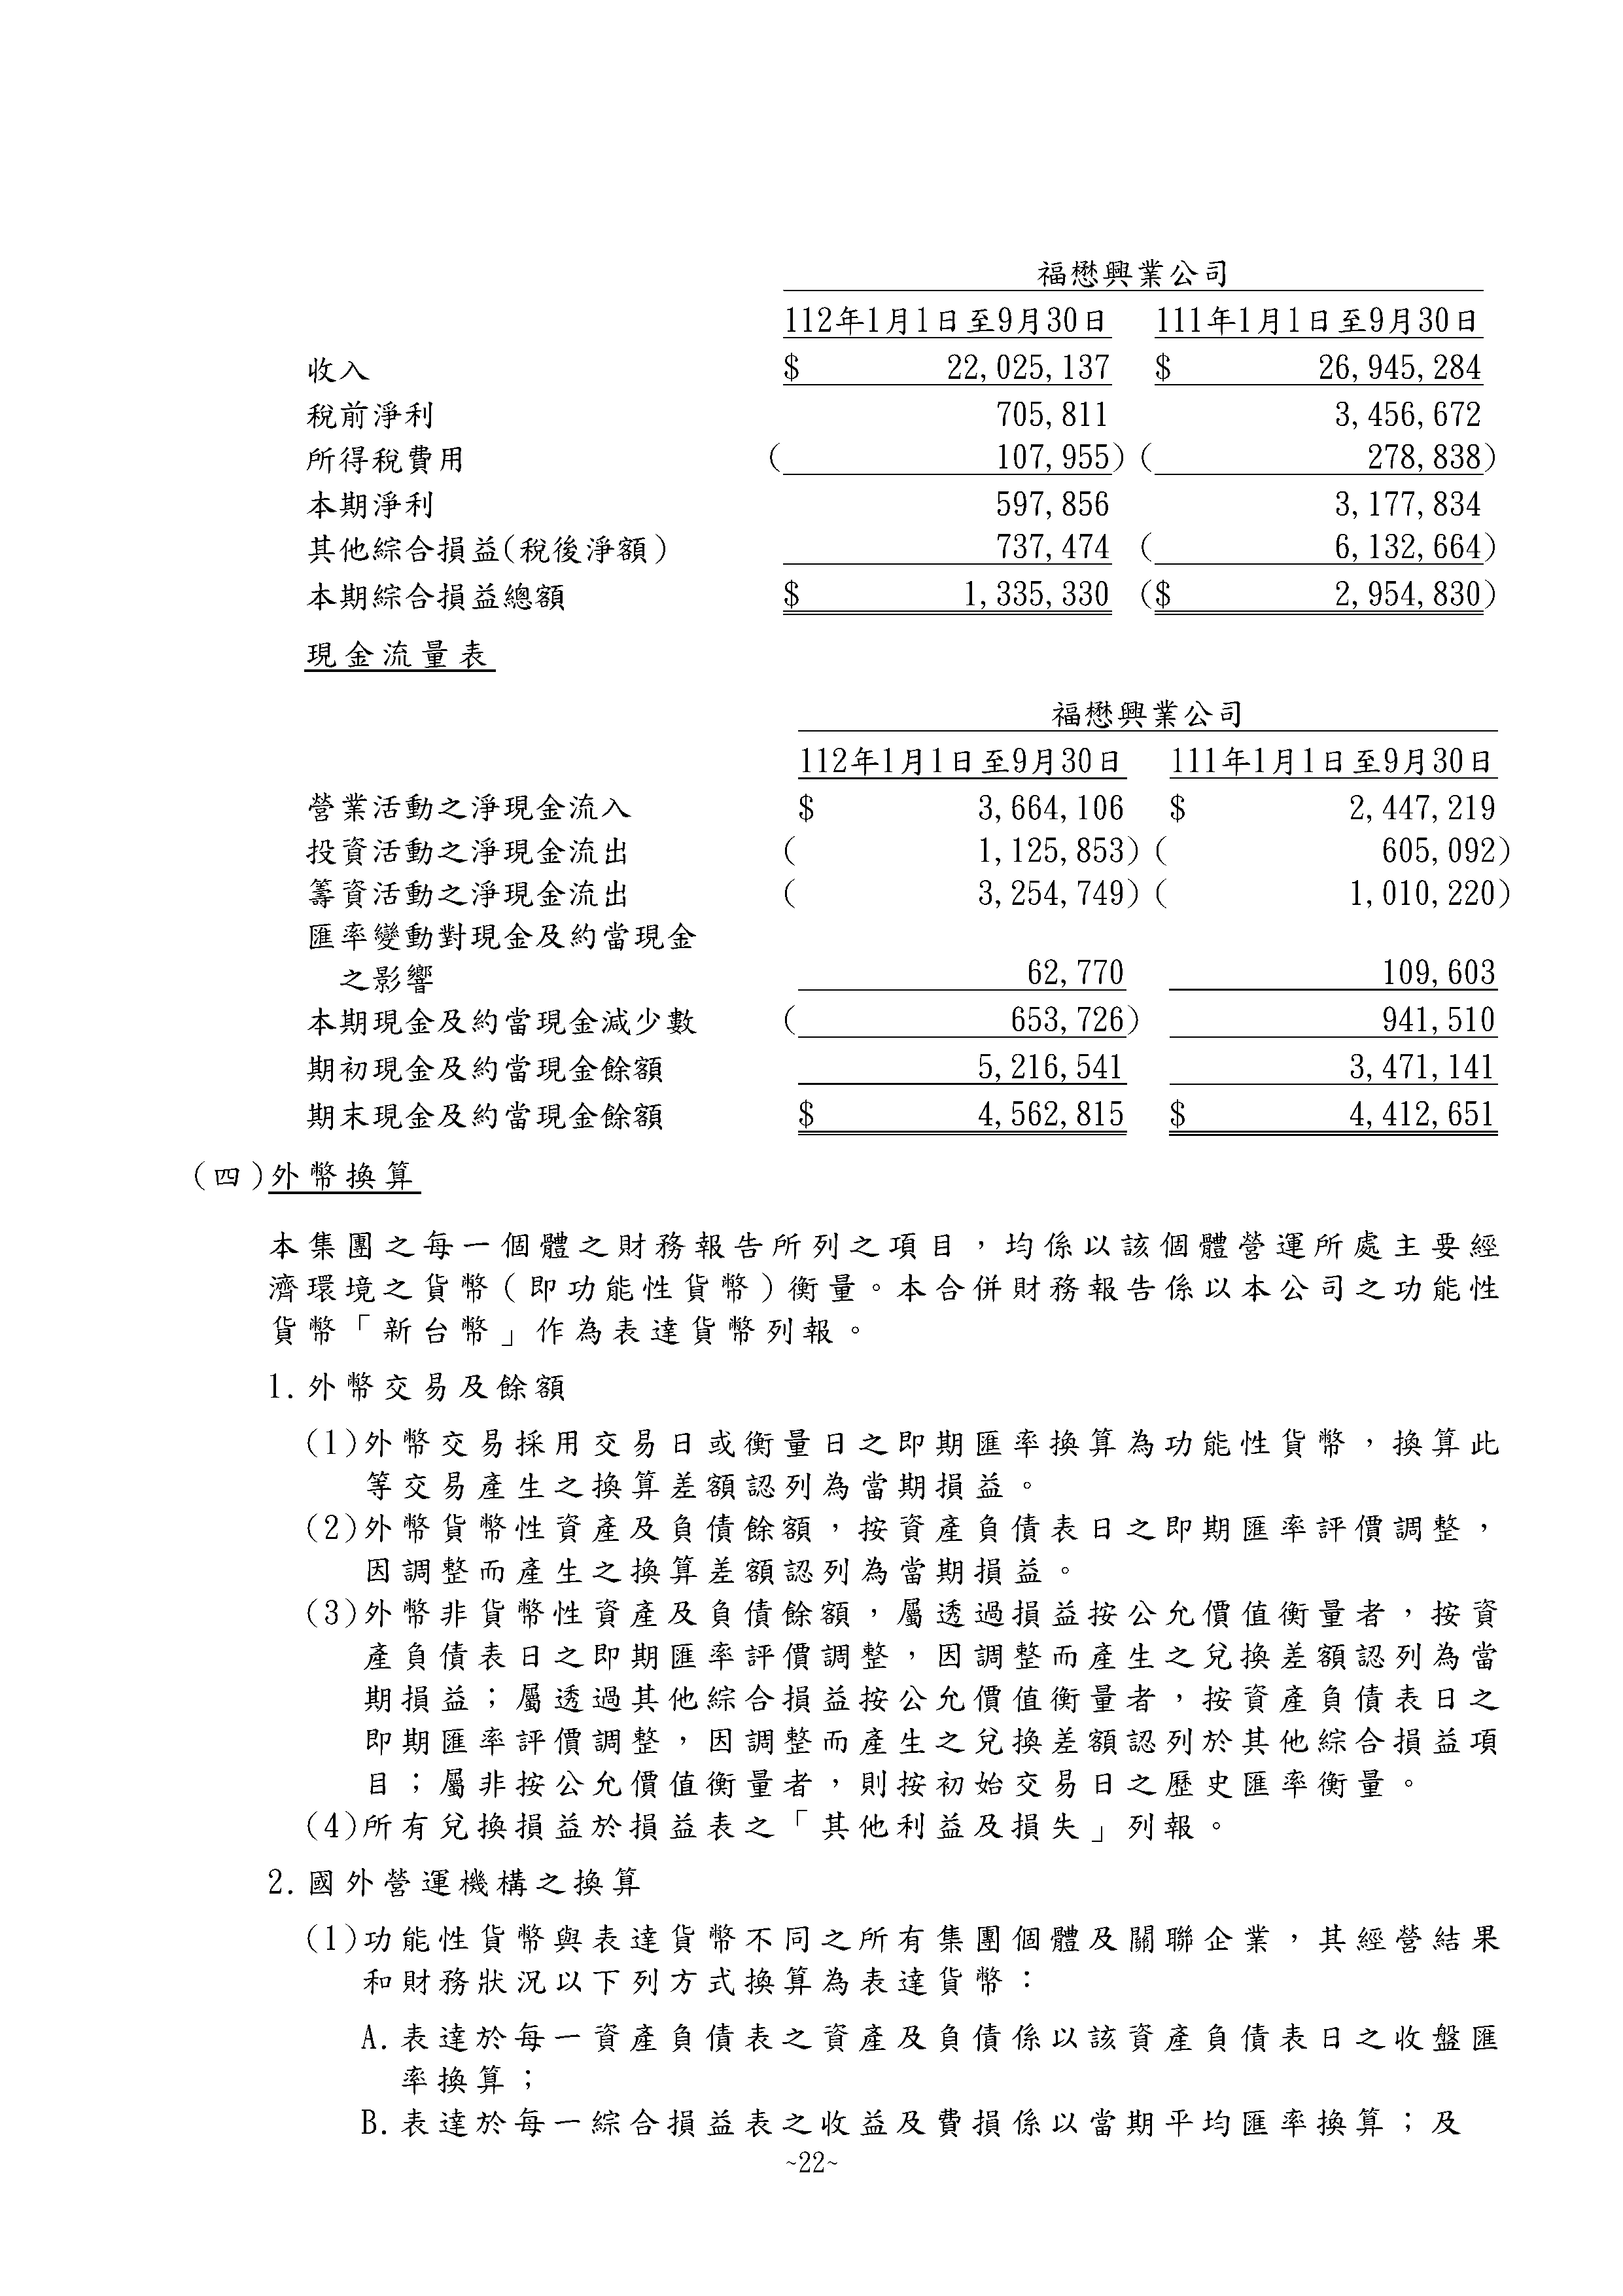 福懋興業公司
112年1月1日至9月30日 111年1月1日至9月30日
收入 $ 22,025,137 $ 26,945,284
稅前淨利 705,811 3,456,672
所得稅費用 ( 107,955) ( 278,838)
本期淨利 597,856 3,177,834
其他綜合損益(稅後淨額) 737,474 ( 6,132,664)
本期綜合損益總額 $ 1,335,330 ($ 2,954,830)
現金流量表
福懋興業公司
112年1月1日至9月30日 111年1月1日至9月30日
營業活動之淨現金流入 $ 3,664,106 $ 2,447,219
投資活動之淨現金流出 ( 1,125,853) ( 605,092)
籌資活動之淨現金流出 ( 3,254,749) ( 1,010,220)
匯率變動對現金及約當現金
之影響 62,770 109,603
本期現金及約當現金減少數 ( 653,726) 941,510
期初現金及約當現金餘額 5,216,541 3,471,141
期末現金及約當現金餘額 $ 4,562,815 $ 4,412,651
(四)外幣換算
本集團之每一個體之財務報告所列之項目，均係以該個體營運所處主要經
濟環境之貨幣(即功能性貨幣)衡量。本合併財務報告係以本公司之功能性
貨幣「新台幣」作為表達貨幣列報。
1.外幣交易及餘額
(1)外幣交易採用交易日或衡量日之即期匯率換算為功能性貨幣，換算此
等交易產生之換算差額認列為當期損益。
(2)外幣貨幣性資產及負債餘額，按資產負債表日之即期匯率評價調整，
因調整而產生之換算差額認列為當期損益。
(3)外幣非貨幣性資產及負債餘額，屬透過損益按公允價值衡量者，按資
產負債表日之即期匯率評價調整，因調整而產生之兌換差額認列為當
期損益；屬透過其他綜合損益按公允價值衡量者，按資產負債表日之
即期匯率評價調整，因調整而產生之兌換差額認列於其他綜合損益項
目；屬非按公允價值衡量者，則按初始交易日之歷史匯率衡量。
(4)所有兌換損益於損益表之「其他利益及損失」列報。
2.國外營運機構之換算
(1)功能性貨幣與表達貨幣不同之所有集團個體及關聯企業，其經營結果
和財務狀況以下列方式換算為表達貨幣：
A.表達於每一資產負債表之資產及負債係以該資產負債表日之收盤匯
率換算；
B.表達於每一綜合損益表之收益及費損係以當期平均匯率換算；及
~22~